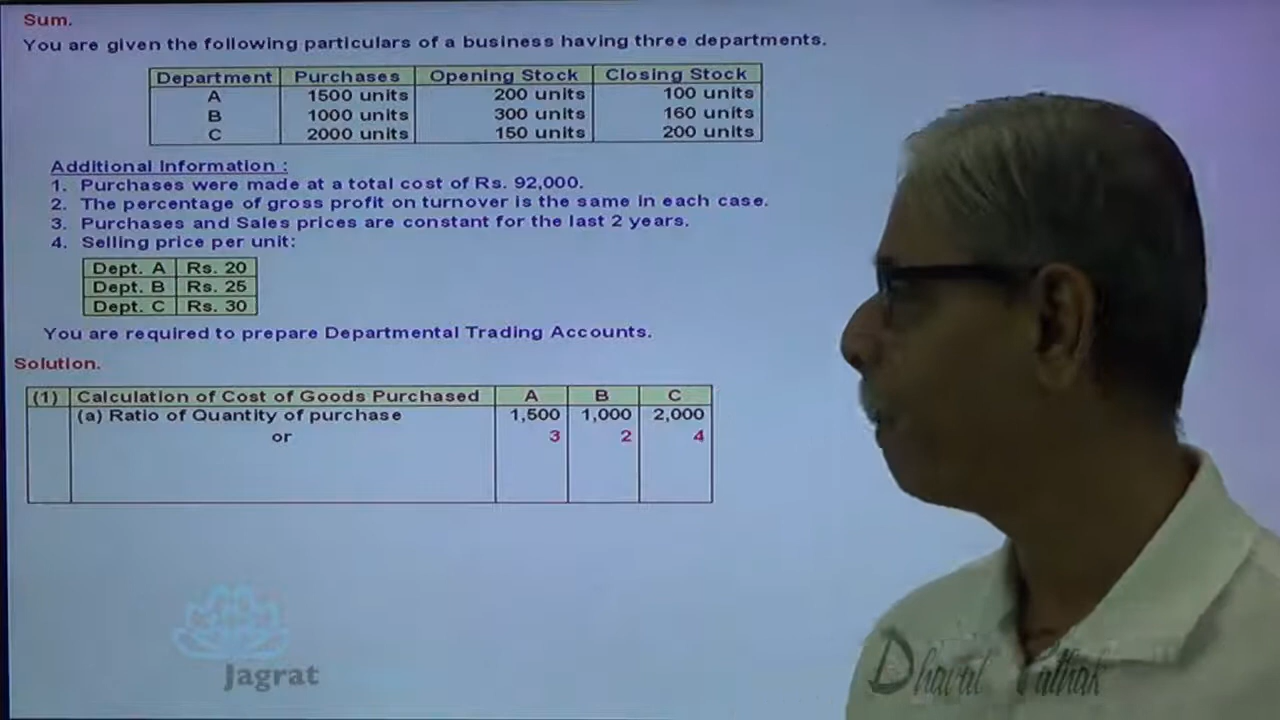 Sum.
You are given the following particulars of a business having three departments.
Department Purchases Opening Stock Closing Stock
A 1500 units 200 units 100 units
B 1000 units 300 units 160 units
C 2000 units 150 units 200 units
Additional Information :
1. Purchases were made at a total cost of Rs. 92,000.
2. The percentage of gross profit on turnover is the same in each case.
3. Purchases and Sales prices are constant for the last 2 years.
4. Selling price per unit:
Dept. A Rs. 20
Dept. B Rs. 25
Dept. C Rs. 30
You are required to prepare Departmental Trading Accounts.
Solution.
(1) Calculation of Cost of Goods Purchased A B C
(a) Ratio of Quantity of purchase 1,500 1,000 2,000
or 3 2 4
Jagrat
Dhawal Pathak